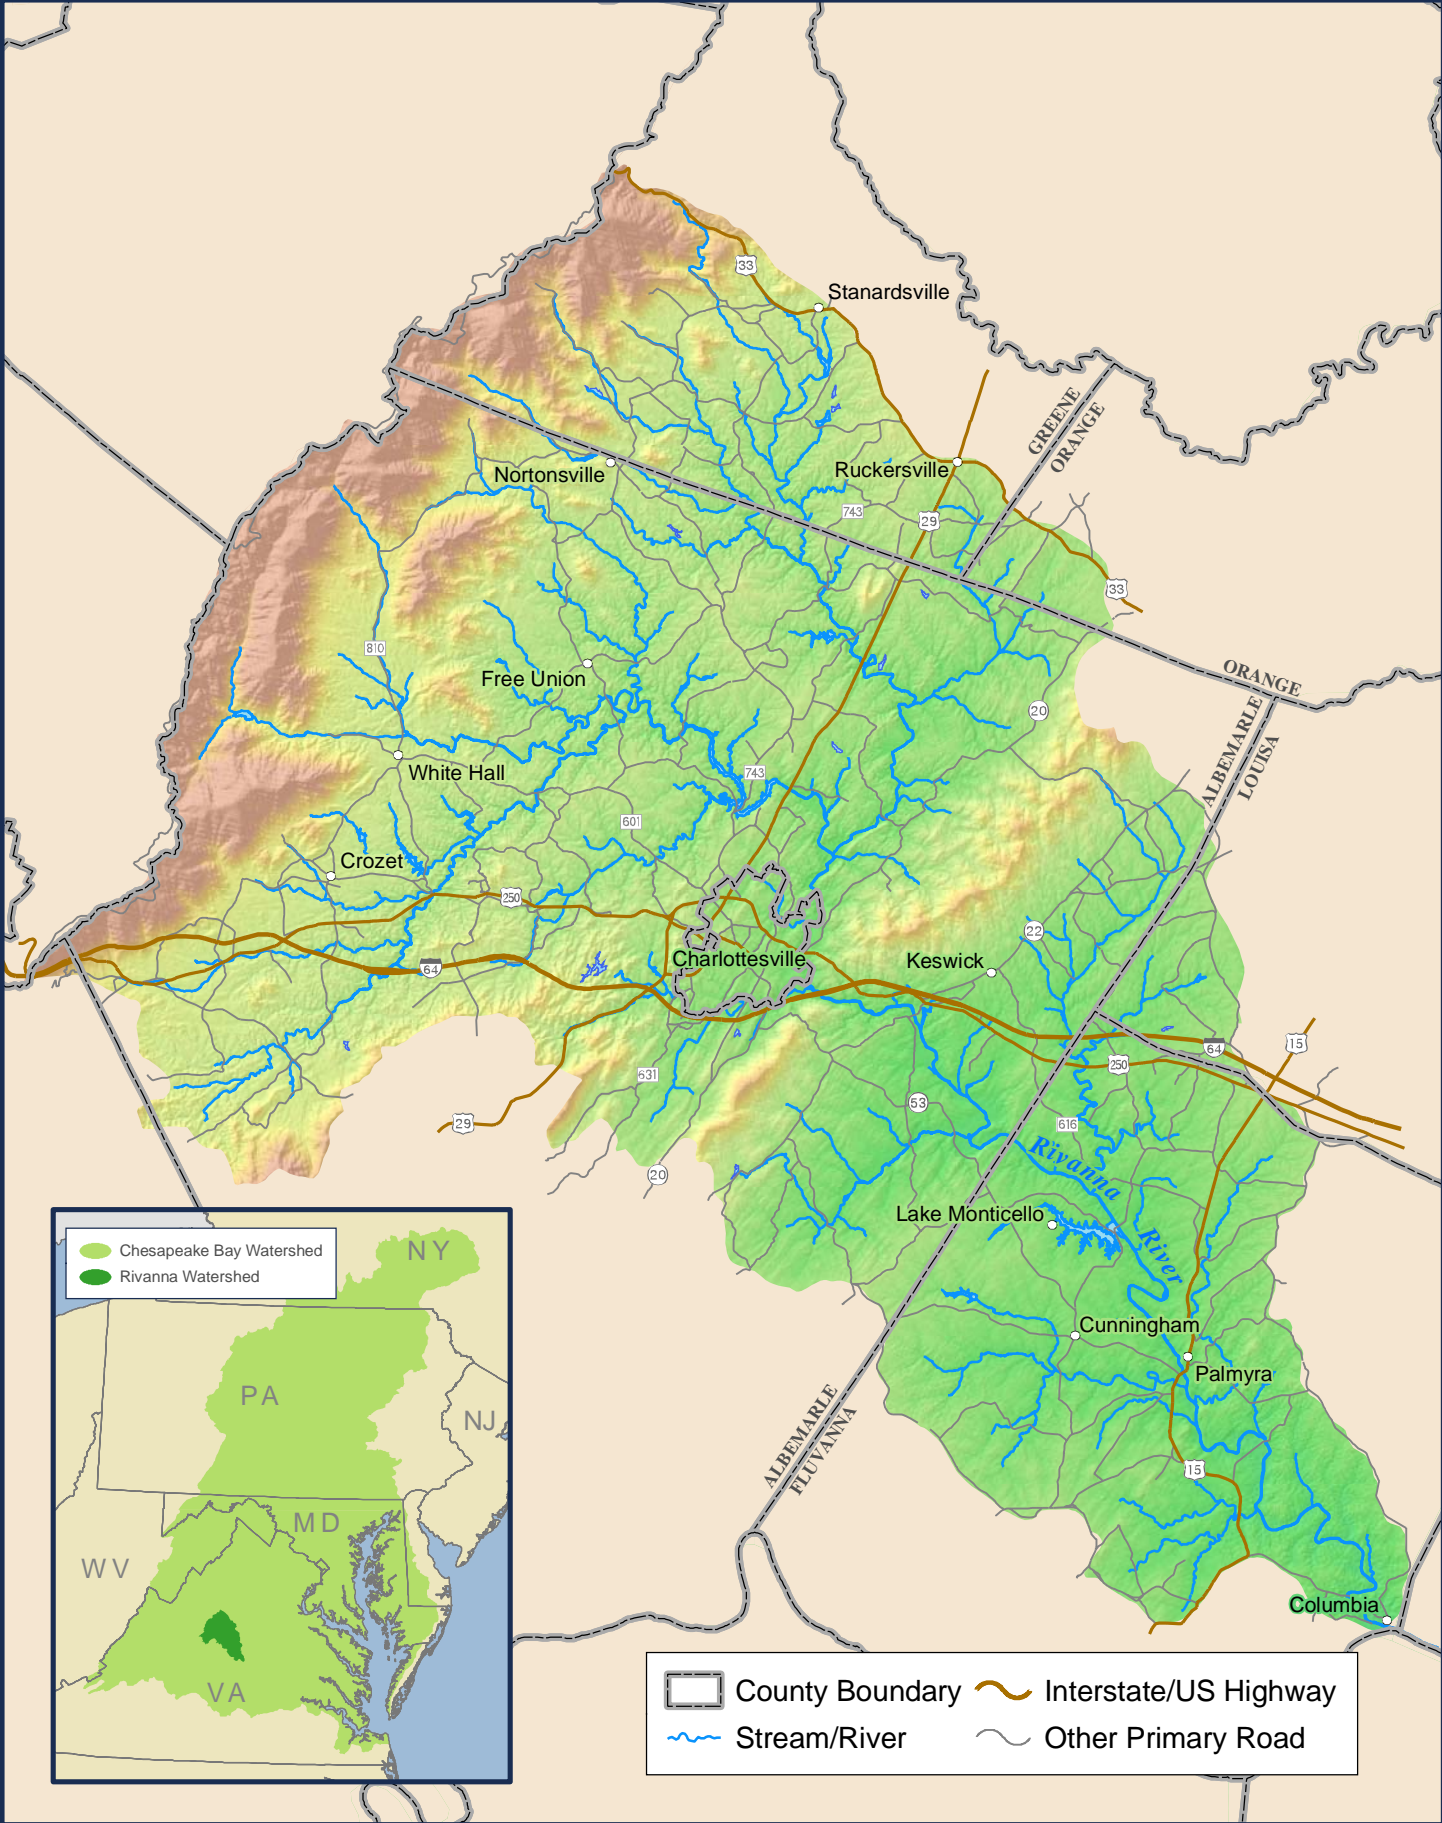 33
Stanardsville
GREENE
ORANGE
Ruckersville
Nortonsville
743
29
33
810
Free Union
ORANGE
20
ALBEMARLE
LOUISA
White Hall
743
601
Crozet
250
22
Charlottesville
Keswick
64
15
64
250
631
53
29
616
20
Rivanna
River
Lake Monticello
Cunningham
Palmyra
ALBEMARLE
FLUVANNA
15
Columbia
Chesapeake Bay Watershed
Rivanna Watershed
NY
PA
NJ
MD
WV
VA
County Boundary
Interstate/US Highway
Stream/River
Other Primary Road